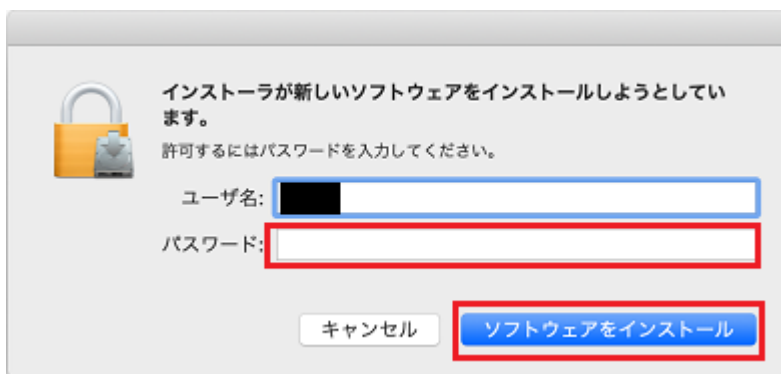 インストーラが新しいソフトウェアをインストールしようとしてい
ます。
許可するにはパスワードを入力してください。
ユーザ名:
パスワード:
キャンセル
ソフトウェアをインストール